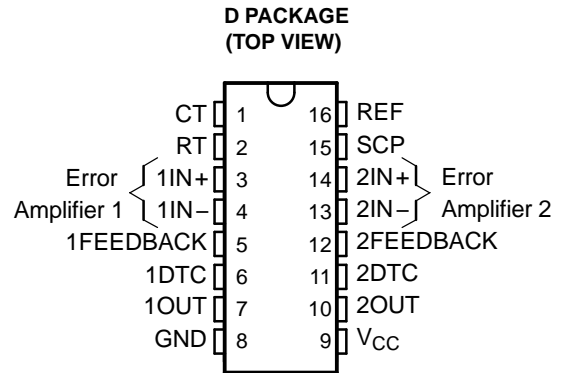 D PACKAGE
(TOP VIEW)
CT 1 16 REF
RT 2 15 SCP
Error Amplifier 1
1IN+ 3 14 2IN+
1IN− 4 13 2IN−
Error Amplifier 2
1FEEDBACK 5 12 2FEEDBACK
1DTC 6 11 2DTC
1OUT 7 10 2OUT
GND 8 9 VCC